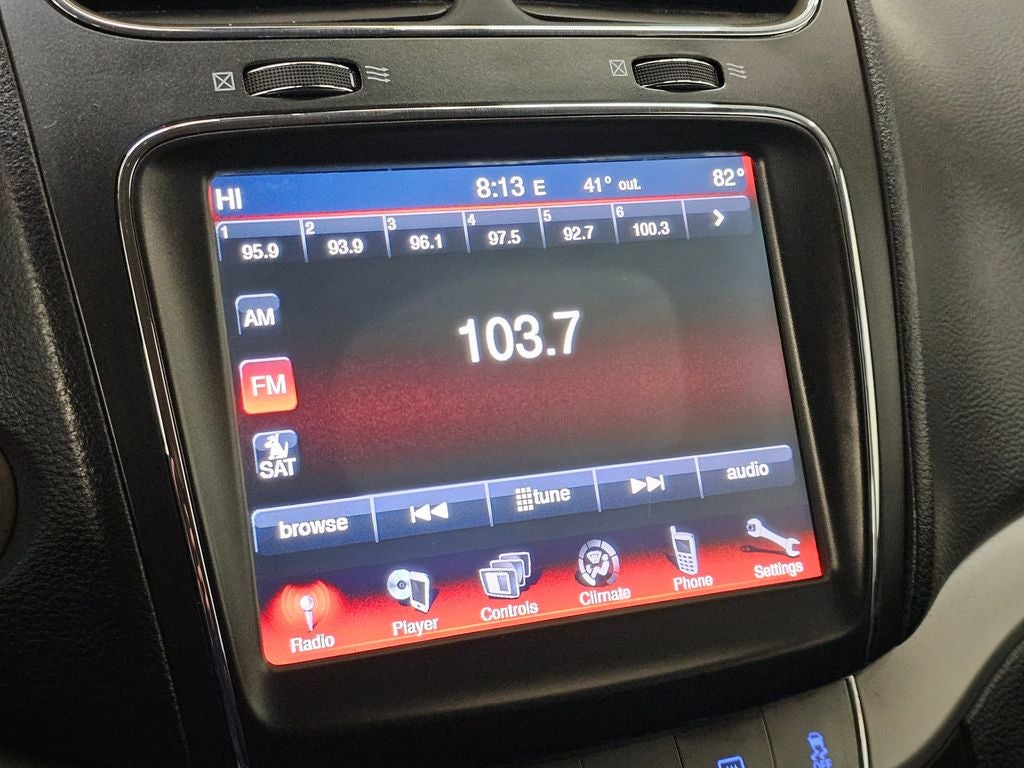 HI 8:13 E 41° out. 82°
1 95.9 2 93.9 3 96.1 4 97.5 5 92.7 6 100.3
AM
103.7
FM
SAT
browse tune audio
Radio Player Controls Climate Phone Settings
OFF